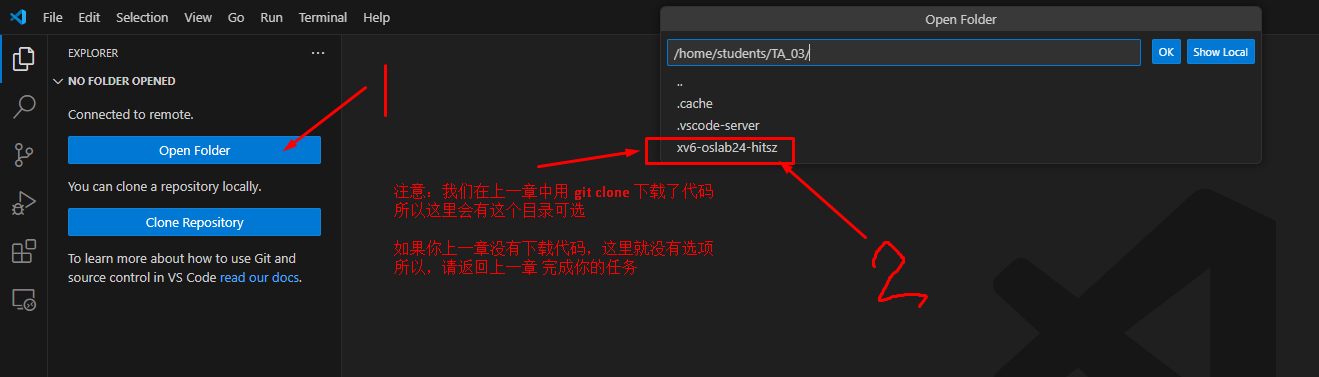 File Edit Selection View Go Run Terminal Help
EXPLORER
NO FOLDER OPENED
Connected to remote.
Open Folder
You can clone a repository locally.
Clone Repository
To learn more about how to use Git and
source control in VS Code read our docs.
1
注意：我们在上一章中用 git clone 下载了代码
所以这里会有这个目录可选
如果你上一章没有下载代码，这里就没有选项
所以，请返回上一章 完成你的任务
Open Folder
/home/students/TA_03/
OK
Show Local
..
.cache
.vscode-server
xv6-oslab24-hitsz
2